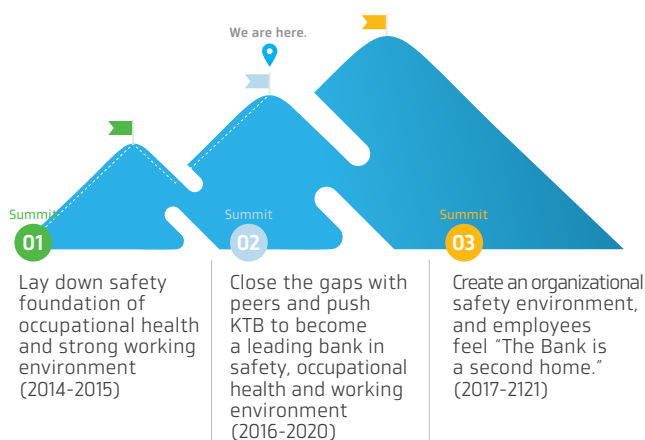 We are here.
Summit
01
Lay down safety
foundation of
occupational health
and strong working
environment
(2014-2015)
Summit
02
Close the gaps with
peers and push
KTB to become
a leading bank in
safety, occupational
health and working
environment
(2016-2020)
Summit
03
Create an organizational
safety environment,
and employees
feel “The Bank is
a second home.”
(2017-2121)